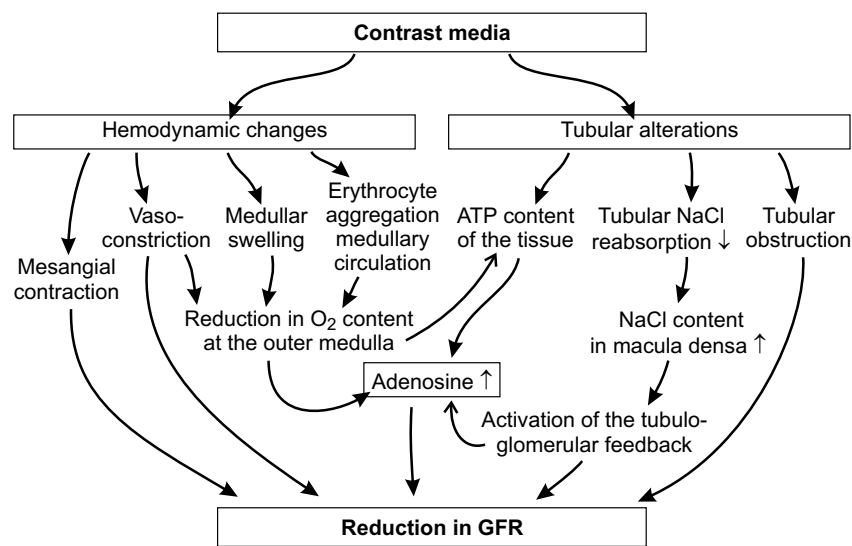 Contrast media
Hemodynamic changes
Tubular alterations
Mesangial
contraction
Vaso-
constriction
Medullar
swelling
Erythrocyte
aggregation
medullary
circulation
ATP content
of the tissue
Tubular NaCl
reabsorption ↓
Tubular
obstruction
Reduction in O₂ content
at the outer medulla
NaCl content
in macula densa ↑
Adenosine ↑
Activation of the tubulo-
glomerular feedback
Reduction in GFR